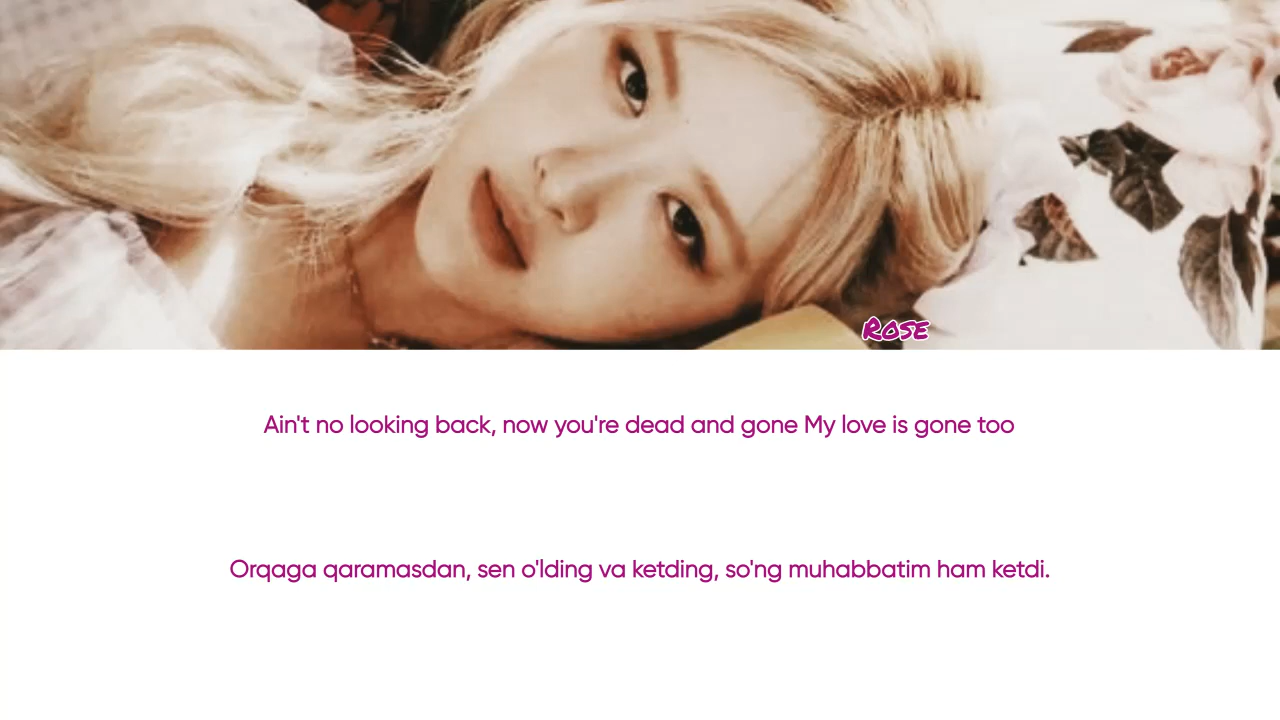 Rose
Ain't no looking back, now you're dead and gone My love is gone too
Orqaga qaramasdan, sen o'lding va ketding, so'ng muhabbatim ham ketdi.